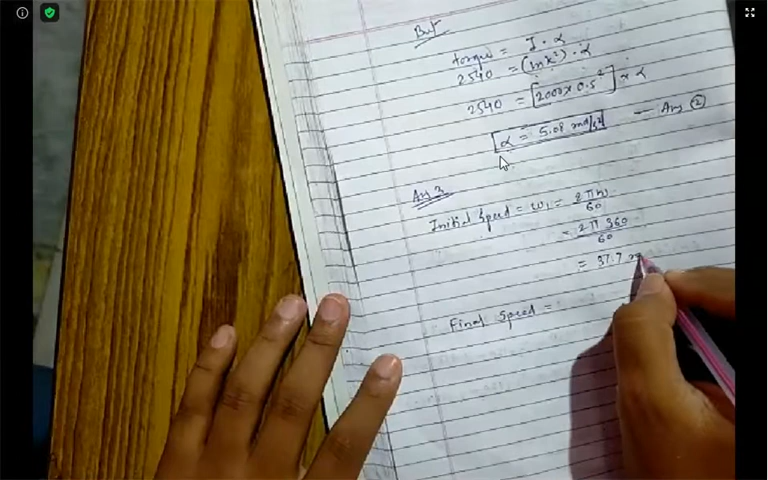 But
torque = I · α
2540 = (mk²) · α
2540 = [2000 × 0.5²] × α
α = 5.08 rad/s² — Ans ②
Ans 3
Initial Speed = ω₁ = 2πN/60
= 2π 360/60
= 37.7
Final Speed =